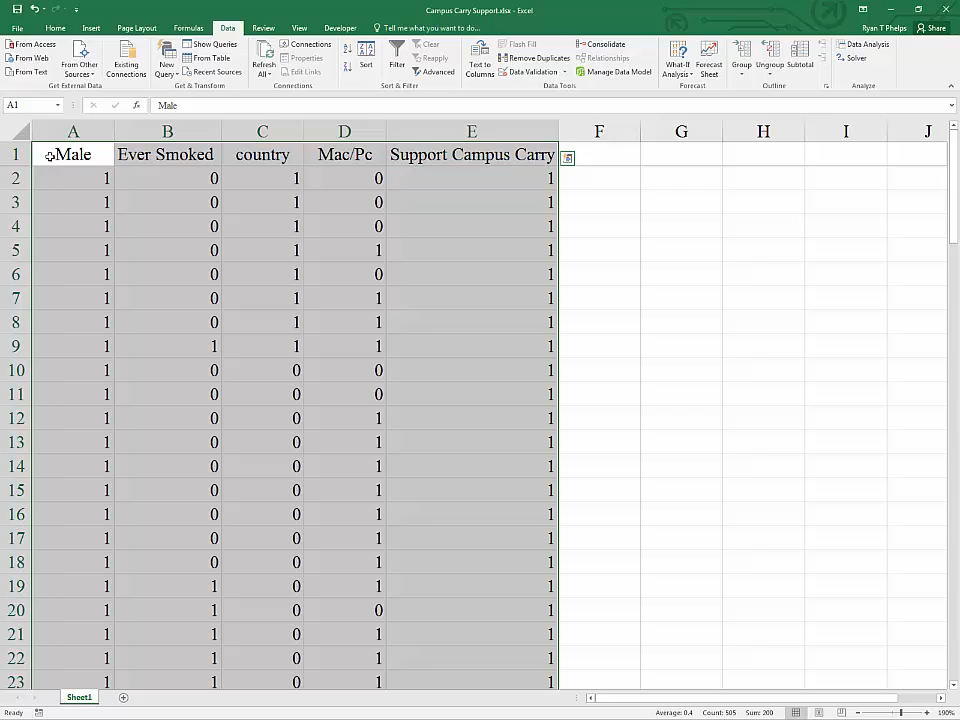 Campus Carry Support.xlsx - Excel
File Home Insert Page Layout Formulas Data Review View Developer Tell me what you want to do... Ryan T Phelps Share
From Access
From Web
From Text
From Other Sources
Existing Connections
New Query
Show Queries
From Table
Recent Sources
Refresh All
Connections
Properties
Edit Links
Sort
Filter
Clear
Reapply
Advanced
Text to Columns
Flash Fill
Remove Duplicates
Data Validation
Consolidate
Relationships
Manage Data Model
What-If Analysis
Forecast Sheet
Group
Ungroup
Subtotal
Data Analysis
Solver
Get External Data Get & Transform Connections Sort & Filter Data Tools Forecast Outline Analyze
A1 fx Male
A B C D E F G H I J
1 Male Ever Smoked country Mac/Pc Support Campus Carry
2 1 0 1 0 1
3 1 0 1 0 1
4 1 0 1 0 1
5 1 0 1 1 1
6 1 0 1 0 1
7 1 0 1 1 1
8 1 0 1 1 1
9 1 1 1 1 1
10 1 0 0 0 1
11 1 0 0 0 1
12 1 0 0 1 1
13 1 0 0 1 1
14 1 0 0 1 1
15 1 0 0 1 1
16 1 0 0 1 1
17 1 0 0 1 1
18 1 0 0 1 1
19 1 1 0 1 1
20 1 1 0 0 1
21 1 1 0 1 1
22 1 1 0 1 1
23 1 1 0 1 1
Sheet1
Ready Average: 0.4 Count: 505 Sum: 200 190%